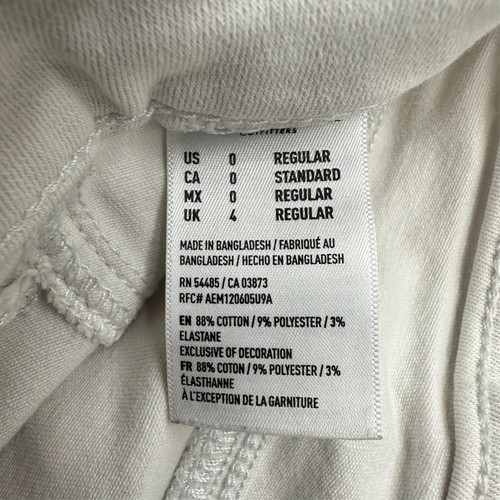 OUTFITTERS
US 0 REGULAR
CA 0 STANDARD
MX 0 REGULAR
UK 4 REGULAR
MADE IN BANGLADESH / FABRIQUÉ AU
BANGLADESH / HECHO EN BANGLADESH
RN 54485 / CA 03873
RFC# AEM120605U9A
EN 88% COTTON / 9% POLYESTER / 3%
ELASTANE
EXCLUSIVE OF DECORATION
FR 88% COTON / 9% POLYESTER / 3%
ÉLASTHANNE
À L'EXCEPTION DE LA GARNITURE